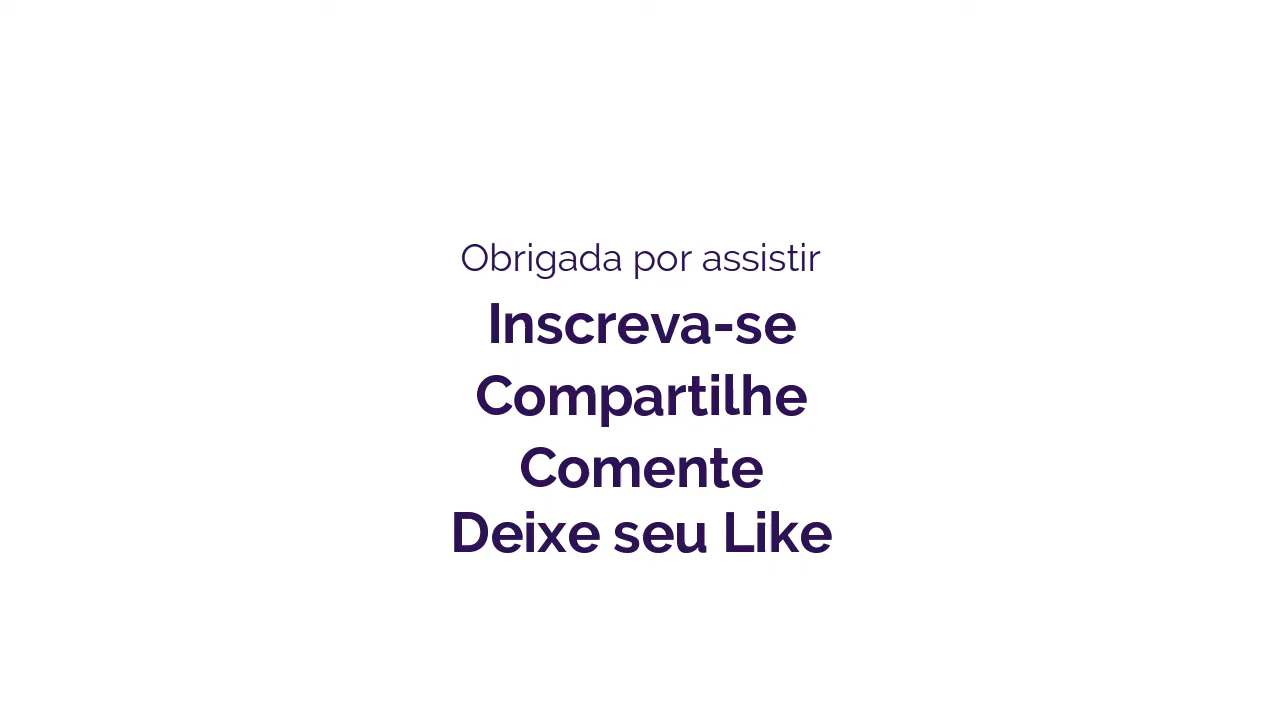 Obrigada por assistir
Inscreva-se
Compartilhe
Comente
Deixe seu Like